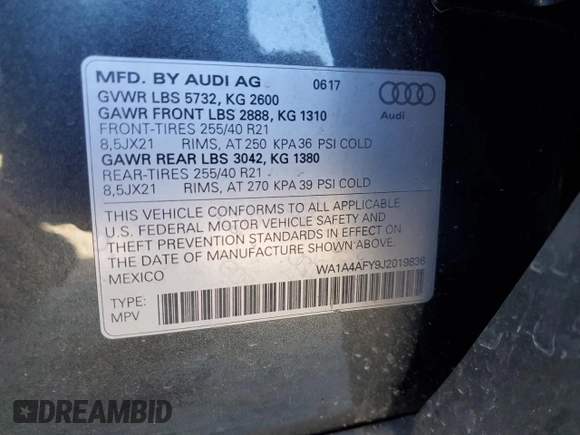 MFD. BY AUDI AG 0617
GVWR LBS 5732, KG 2600
GAWR FRONT LBS 2888, KG 1310
FRONT-TIRES 255/40 R21
8,5JX21 RIMS, AT 250 KPA 36 PSI COLD
GAWR REAR LBS 3042, KG 1380
REAR-TIRES 255/40 R21
8,5JX21 RIMS, AT 270 KPA 39 PSI COLD
Audi
THIS VEHICLE CONFORMS TO ALL APPLICABLE
U.S. FEDERAL MOTOR VEHICLE SAFETY AND
THEFT PREVENTION STANDARDS IN EFFECT ON
THE DATE OF MANUFACTURE SHOWN ABOVE.
MEXICO WA1A4AFY9J2019836
TYPE:
MPV
DREAMBID